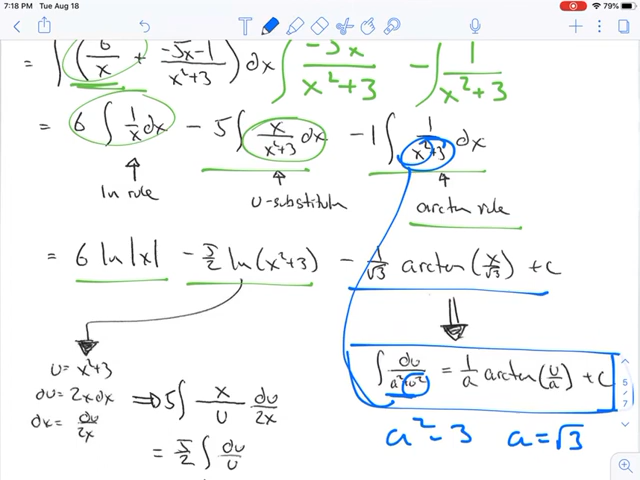 7:18 PM Tue Aug 18
79%
= ∫ ( 6/x + (-5x-1)/(x²+3) ) dx ∫ -5x/(x²+3) - ∫ 1/(x²+3)
= 6 ∫ 1/x dx - 5 ∫ x/(x²+3) dx - 1 ∫ 1/(x²+3) dx
ln rule
u-substitution
arctan rule
= 6 ln|x| - 5/2 ln(x²+3) - 1/√3 arctan(x/√3) + c
u = x²+3
du = 2x dx
dx = du/2x
⇒ 5 ∫ x/u du/2x
= 5/2 ∫ du/u
∫ du/(a²+u²) = 1/a arctan(u/a) + C
a² = 3 a = √3
5
/
7